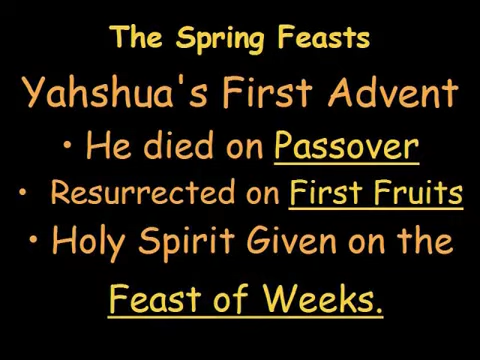 The Spring Feasts
Yahshua's First Advent
• He died on Passover
• Resurrected on First Fruits
• Holy Spirit Given on the
Feast of Weeks.